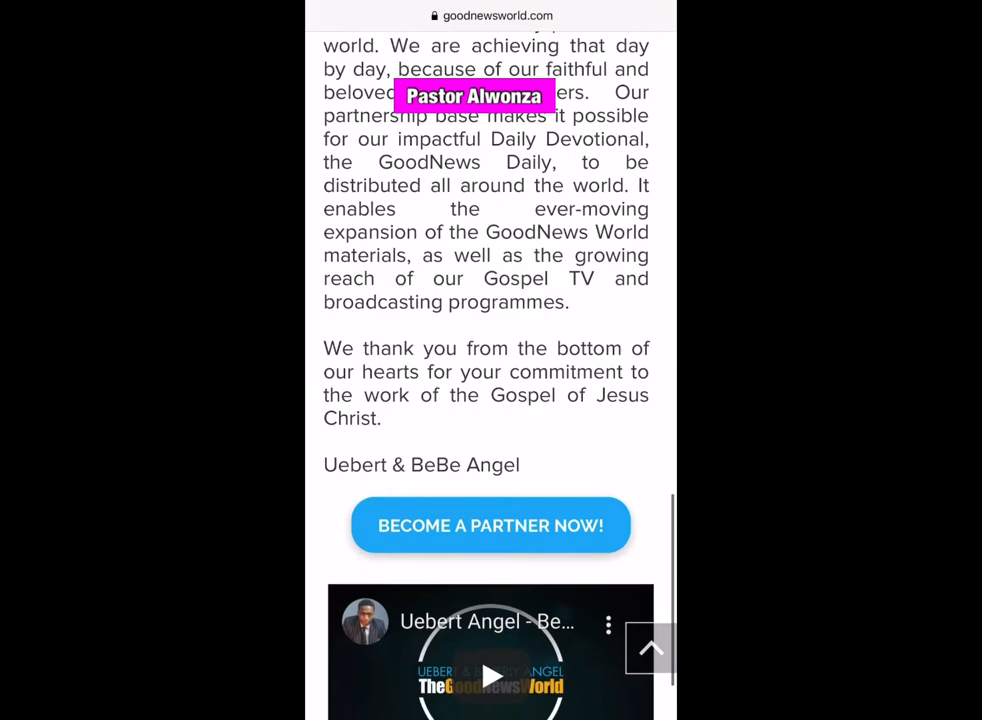 goodnewsworld.com
world. We are achieving that day
by day, because of our faithful and
beloved ers. Our
Pastor Alwonza
partnership base makes it possible
for our impactful Daily Devotional,
the GoodNews Daily, to be
distributed all around the world. It
enables the ever-moving
expansion of the GoodNews World
materials, as well as the growing
reach of our Gospel TV and
broadcasting programmes.
We thank you from the bottom of
our hearts for your commitment to
the work of the Gospel of Jesus
Christ.
Uebert & BeBe Angel
BECOME A PARTNER NOW!
Uebert Angel - Be...
UEBERT & BEVERLY ANGEL
TheGoodNewsWorld